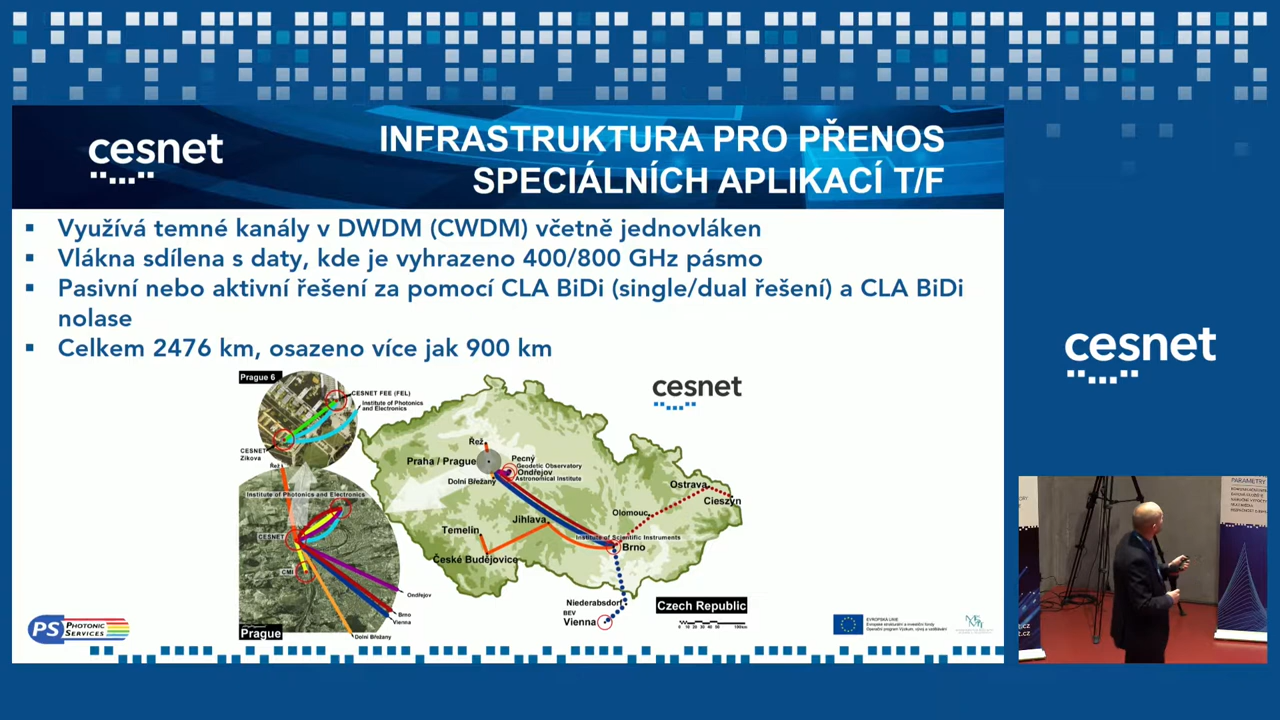 cesnet
INFRASTRUKTURA PRO PŘENOS
SPECIÁLNÍCH APLIKACÍ T/F
▪ Využívá temné kanály v DWDM (CWDM) včetně jednovláken
▪ Vlákna sdílena s daty, kde je vyhrazeno 400/800 GHz pásmo
▪ Pasivní nebo aktivní řešení za pomocí CLA BiDi (single/dual řešení) a CLA BiDi
nolase
▪ Celkem 2476 km, osazeno více jak 900 km
Prague 6
CESNET FEE (FEL)
Institute of Photonics
and Electronics
CESNET
Zikova
Řež
Institute of Photonics and Electronics
CESNET
CMI
Ondřejov
Brno
Vienna
Dolní Břežany
Prague
cesnet
Řež
Praha / Prague
Pecný
Geodetic Observatory
Ondřejov
Astronomical Institute
Dolní Břežany
Ostrava
Cieszyn
Olomouc
Jihlava
Temelín
Institute of Scientific Instruments
Brno
České Budějovice
Niederabsdorf
BEV
Vienna
Czech Republic
PS PHOTONIC
SERVICES
EVROPSKÁ UNIE
Evropské strukturální a investiční fondy
Operační program Výzkum, vývoj a vzdělávání
cesnet
PARAMETRY